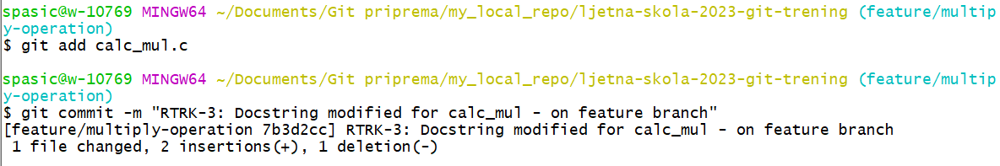 spasic@w-10769 MINGW64 ~/Documents/Git priprema/my_local_repo/ljetna-skola-2023-git-trening (feature/multip
y-operation)
$ git add calc_mul.c
spasic@w-10769 MINGW64 ~/Documents/Git priprema/my_local_repo/ljetna-skola-2023-git-trening (feature/multip
y-operation)
$ git commit -m "RTRK-3: Docstring modified for calc_mul - on feature branch"
[feature/multiply-operation 7b3d2cc] RTRK-3: Docstring modified for calc_mul - on feature branch
1 file changed, 2 insertions(+), 1 deletion(-)